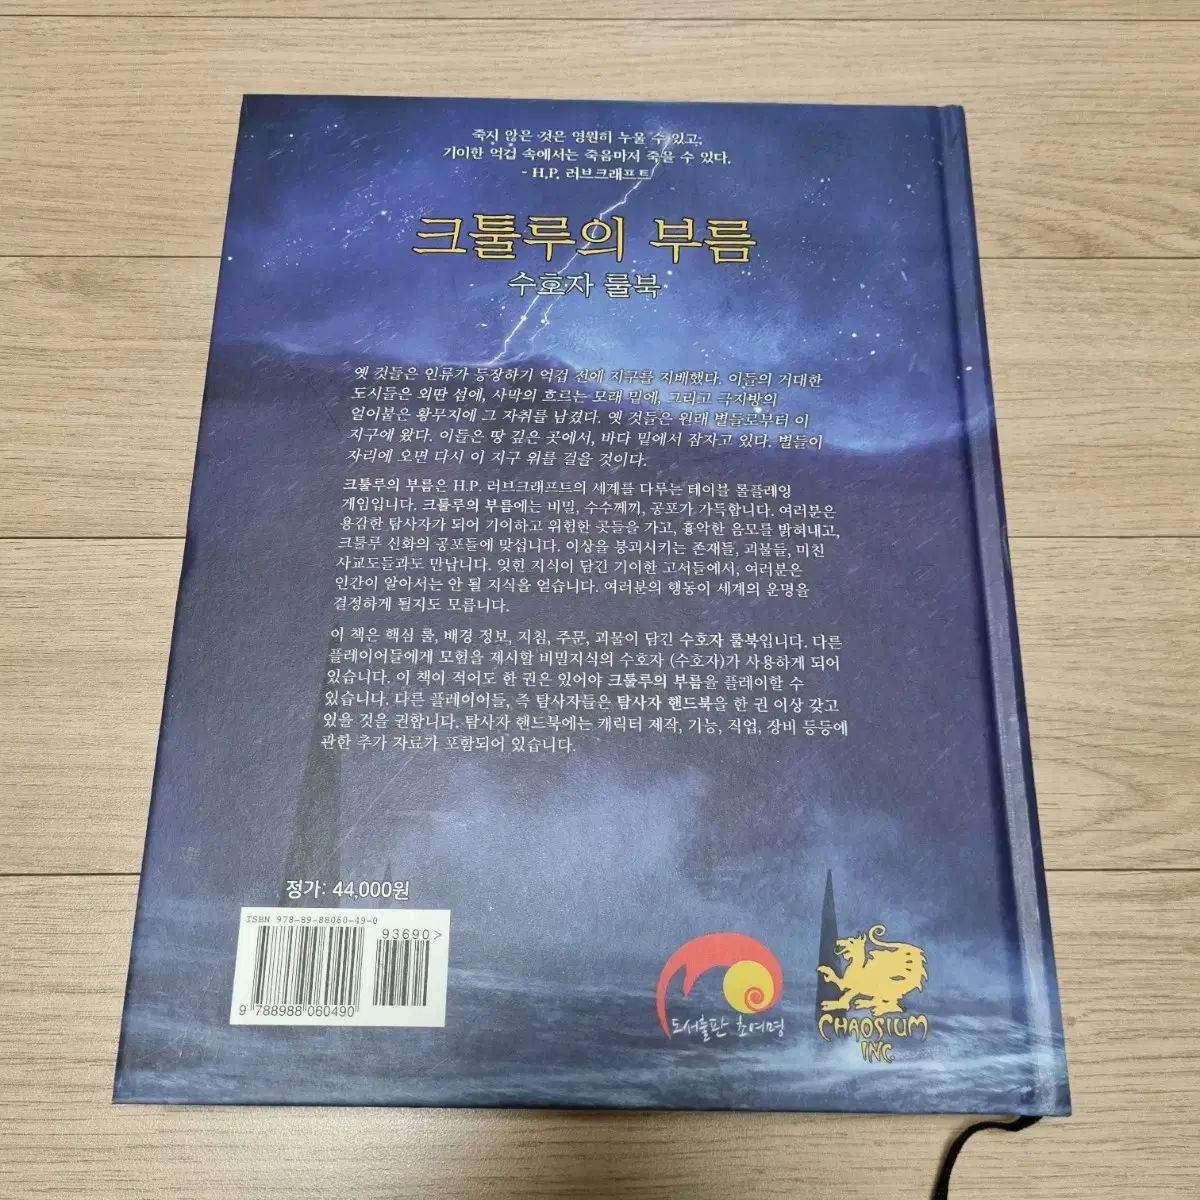 죽지 않은 것은 영원히 누울 수 있고,
기이한 억겁 속에서는 죽음마저 죽을 수 있다.
- H.P. 러브크래프트
크툴루의 부름
수호자 룰북
옛 것들은 인류가 등장하기 억겁 전에 지구를 지배했다. 이들의 거대한
도시들은 외딴 섬에, 사막의 흐르는 모래 밑에, 그리고 극지방의
얼어붙은 황무지에 그 자취를 남겼다. 옛 것들은 원래 별들로부터 이
지구에 왔다. 이들은 땅 깊은 곳에서, 바다 밑에서 잠자고 있다. 별들이
자리에 오면 다시 이 지구 위를 걸을 것이다.
크툴루의 부름은 H.P. 러브크래프트의 세계를 다루는 테이블 롤플레잉
게임입니다. 크툴루의 부름에는 비밀, 수수께끼, 공포가 가득합니다. 여러분은
용감한 탐사자가 되어 기이하고 위험한 곳들을 가고, 흉악한 음모를 밝혀내고,
크툴루 신화의 공포들에 맞섭니다. 이상을 붕괴시키는 존재들, 괴물들, 미친
사교도들과도 만납니다. 잊힌 지식이 담긴 기이한 고서들에서, 여러분은
인간이 알아서는 안 될 지식을 얻습니다. 여러분의 행동이 세계의 운명을
결정하게 될지도 모릅니다.
이 책은 핵심 룰, 배경 정보, 지침, 주문, 괴물이 담긴 수호자 룰북입니다. 다른
플레이어들에게 모험을 제시할 비밀지식의 수호자 (수호자)가 사용하게 되어
있습니다. 이 책이 적어도 한 권은 있어야 크툴루의 부름을 플레이할 수
있습니다. 다른 플레이어들, 즉 탐사자들은 탐사자 핸드북을 한 권 이상 갖고
있을 것을 권합니다. 탐사자 핸드북에는 캐릭터 제작, 기능, 직업, 장비 등등에
관한 추가 자료가 포함되어 있습니다.
정가: 44,000원
ISBN 978-89-88060-49-0
93690>
9 788988 060490
도서출판 초여명
CHAOSIUM
INC.